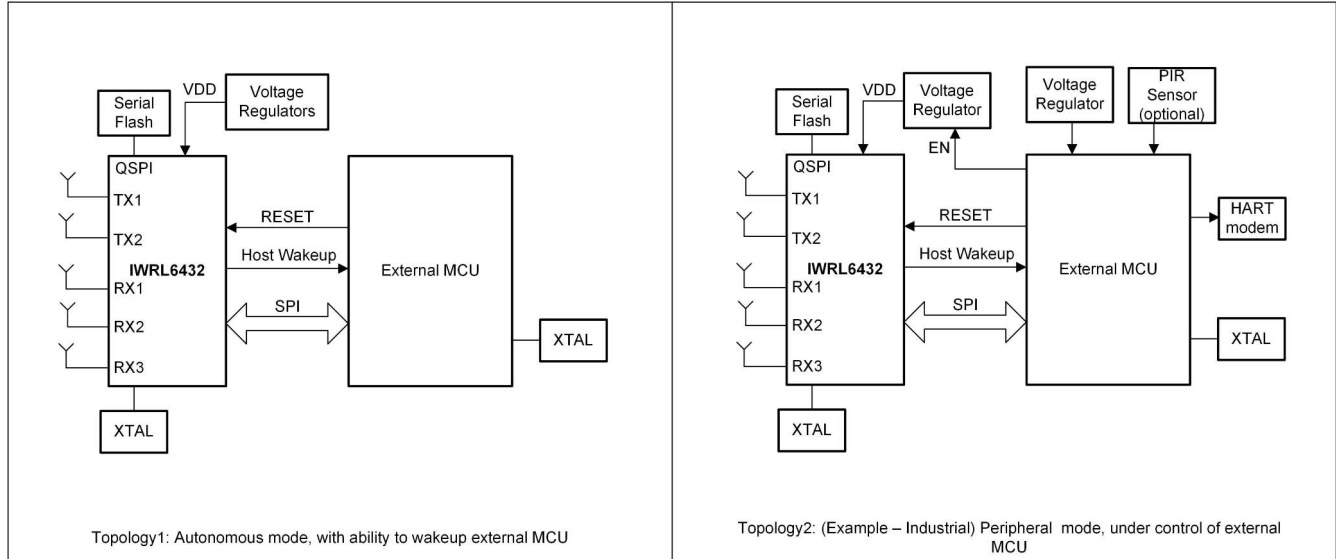 Serial
Flash
VDD
Voltage
Regulators
QSPI
TX1
TX2
IWRL6432
RX1
RX2
RX3
XTAL
RESET
Host Wakeup
SPI
External MCU
XTAL
Topology1: Autonomous mode, with ability to wakeup external MCU
Serial
Flash
VDD
Voltage
Regulator
EN
Voltage
Regulator
PIR
Sensor
(optional)
QSPI
TX1
TX2
IWRL6432
RX1
RX2
RX3
XTAL
RESET
Host Wakeup
SPI
External MCU
HART
modem
XTAL
Topology2: (Example – Industrial) Peripheral mode, under control of external
MCU